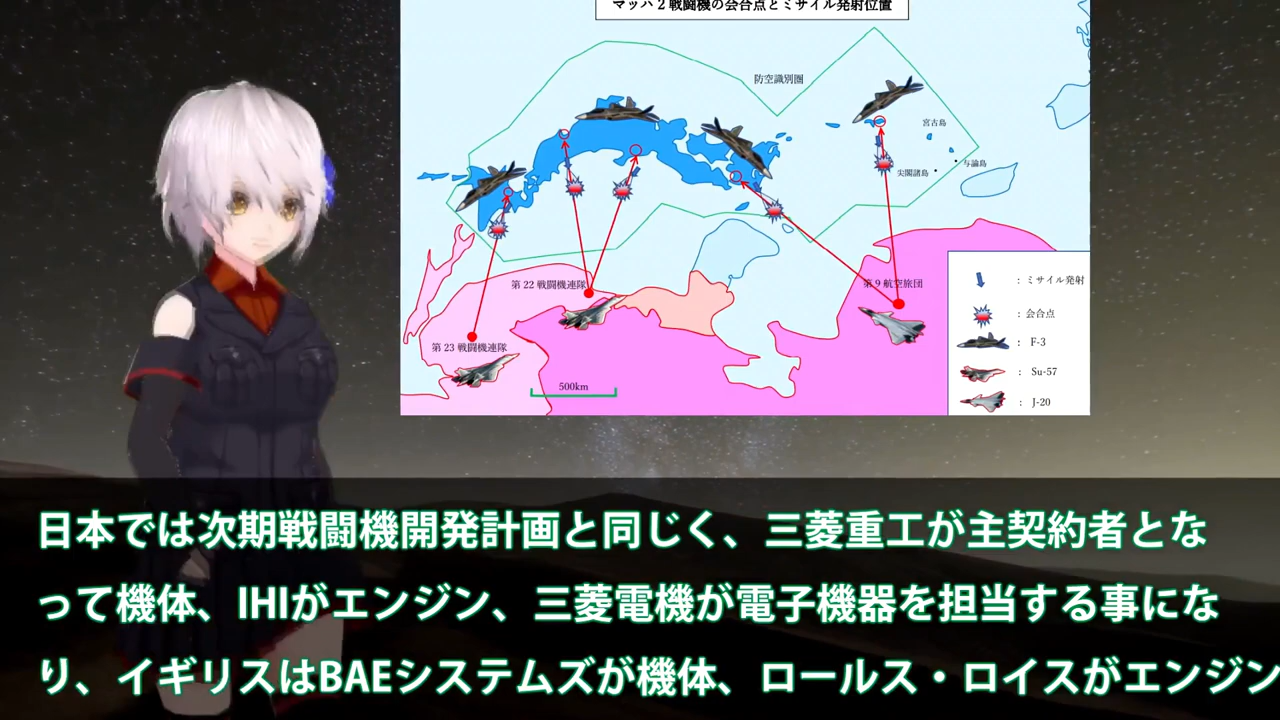 マッハ2戦闘機の会合点とミサイル発射位置
防空識別圏
宮古島
与論島
尖閣諸島
第22戦闘機連隊
第9航空旅団
第23戦闘機連隊
500km
：ミサイル発射
：会合点
： F-3
： Su-57
： J-20
日本では次期戦闘機開発計画と同じく、三菱重工が主契約者とな
って機体、IHIがエンジン、三菱電機が電子機器を担当する事にな
り、イギリスはBAEシステムズが機体、ロールス・ロイスがエンジン